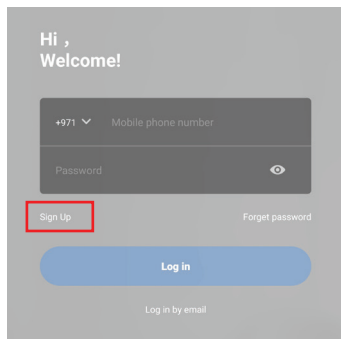 Hi ,
Welcome!
+971 Mobile phone number
Password
Sign Up Forget password
Log in
Log in by email